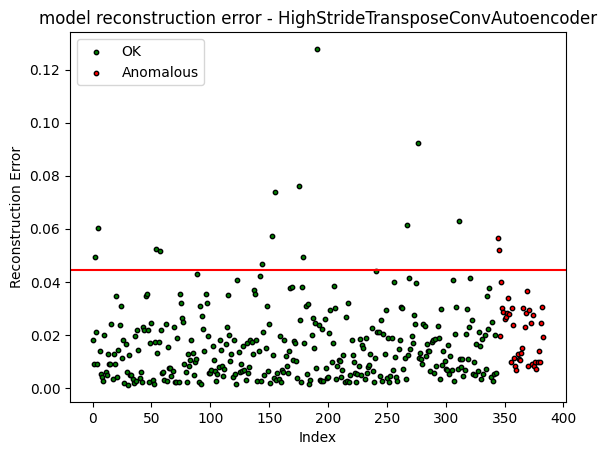 model reconstruction error - HighStrideTransposeConvAutoencoder
OK
Anomalous
Reconstruction Error
0.12
0.10
0.08
0.06
0.04
0.02
0.00
0 50 100 150 200 250 300 350 400
Index